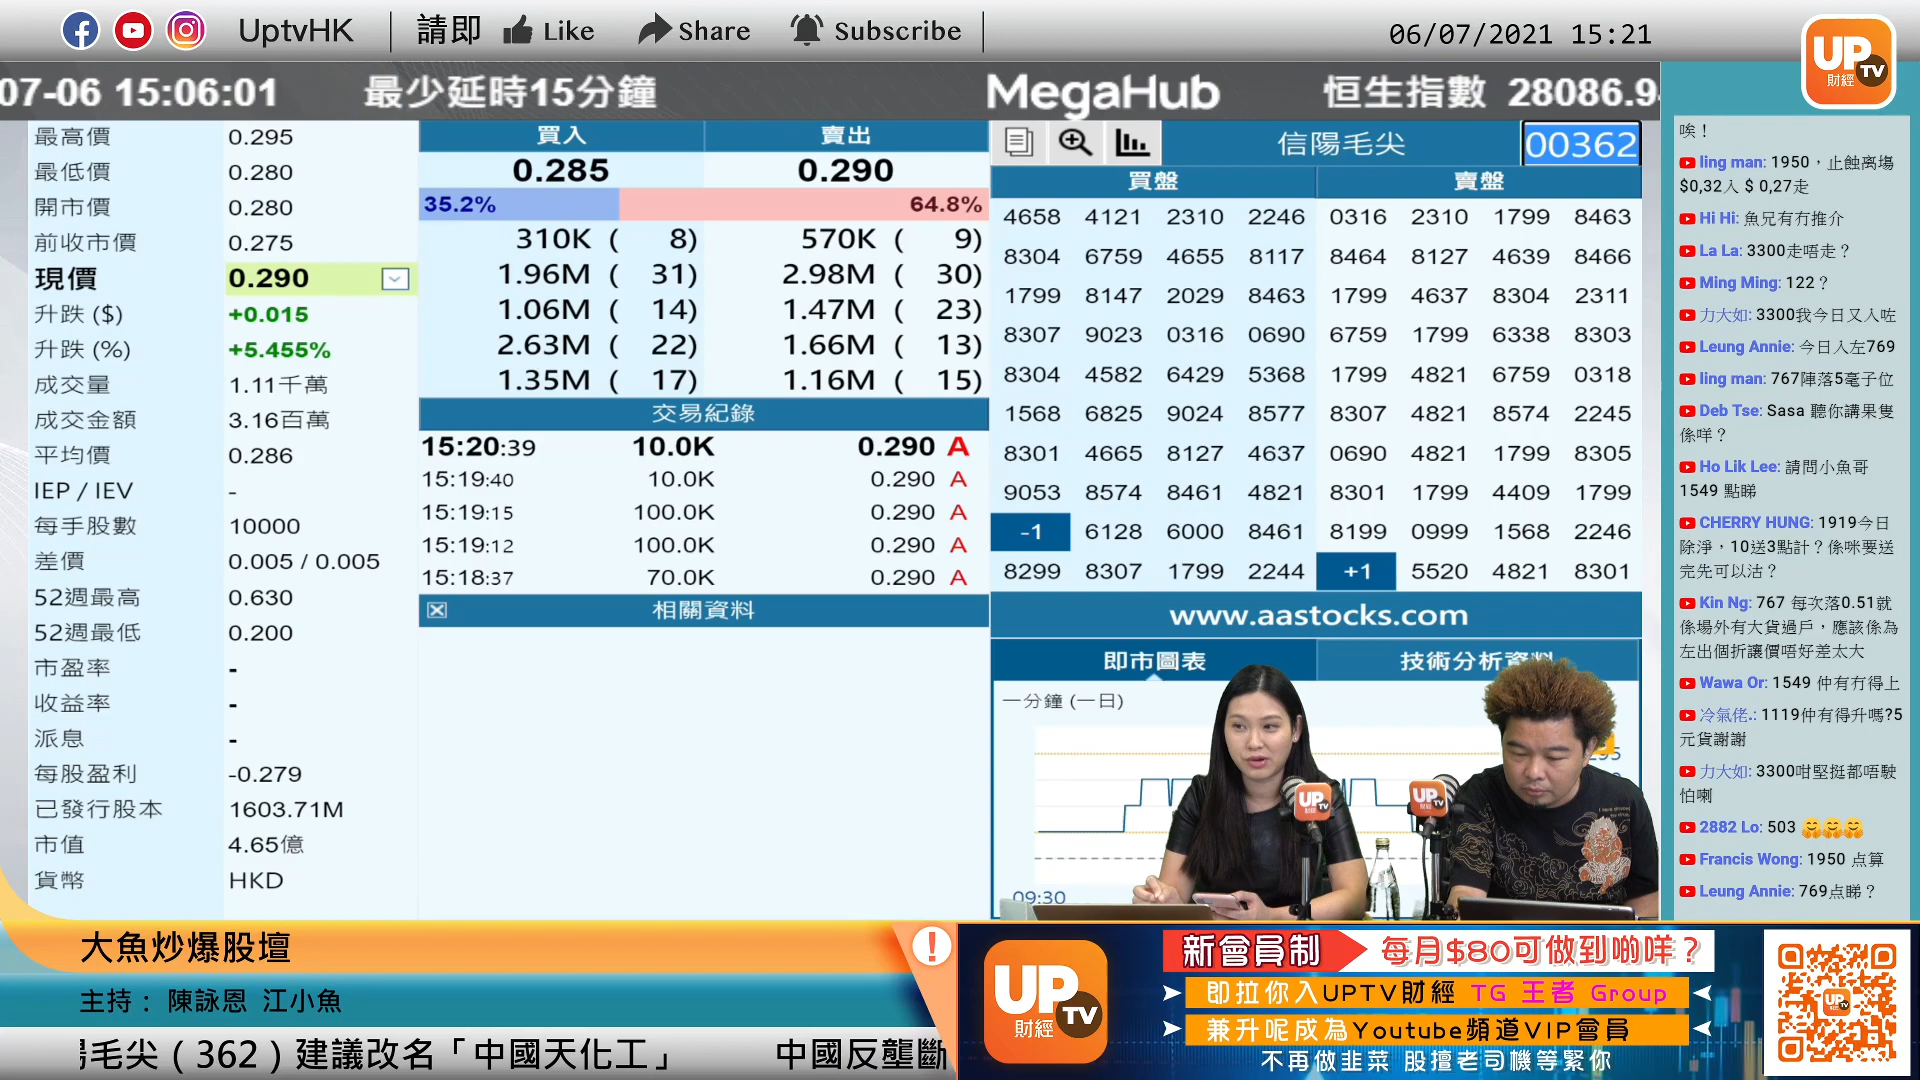 UptvHK
請即
Like
Share
Subscribe
06/07/2021 15:21
UP
財經
TV
07-06 15:06:01
最少延時15分鐘
MegaHub
恒生指數 28086.9
最高價 0.295
最低價 0.280
開市價 0.280
前收市價 0.275
現價 0.290
升跌 ($) +0.015
升跌 (%) +5.455%
成交量 1.11千萬
成交金額 3.16百萬
平均價 0.286
IEP / IEV -
每手股數 10000
差價 0.005 / 0.005
52週最高 0.630
52週最低 0.200
市盈率 -
收益率 -
派息 -
每股盈利 -0.279
已發行股本 1603.71M
市值 4.65億
貨幣 HKD
買入 賣出
0.285 0.290
35.2% 64.8%
310K ( 8) 570K ( 9)
1.96M ( 31) 2.98M ( 30)
1.06M ( 14) 1.47M ( 23)
2.63M ( 22) 1.66M ( 13)
1.35M ( 17) 1.16M ( 15)
交易紀錄
15:20:39 10.0K 0.290 A
15:19:40 10.0K 0.290 A
15:19:15 100.0K 0.290 A
15:19:12 100.0K 0.290 A
15:18:37 70.0K 0.290 A
相關資料
信陽毛尖 00362
買盤 賣盤
4658 4121 2310 2246 0316 2310 1799 8463
8304 6759 4655 8117 8464 8127 4639 8466
1799 8147 2029 8463 1799 4637 8304 2311
8307 9023 0316 0690 6759 1799 6338 8303
8304 4582 6429 5368 1799 4821 6759 0318
1568 6825 9024 8577 8307 4821 8574 2245
8301 4665 8127 4637 0690 4821 1799 8305
9053 8574 8461 4821 8301 1799 4409 1799
-1 6128 6000 8461 8199 0999 1568 2246
8299 8307 1799 2244 +1 5520 4821 8301
www.aastocks.com
即市圖表 技術分析資料
一分鐘 (一日)
09:30
唉！
ling man: 1950，止蝕离塲
$0,32入 $ 0,27走
Hi Hi: 魚兄有冇推介
La La: 3300走唔走？
Ming Ming: 122？
力大如: 3300我今日又入咗
Leung Annie: 今日入左769
ling man: 767陣落5毫子位
Deb Tse: Sasa 聽你講果隻
係咩？
Ho Lik Lee: 請問小魚哥
1549 點睇
CHERRY HUNG: 1919今日
除淨，10送3點計？係咪要送
完先可以沽？
Kin Ng: 767 每次落0.51就
係場外有大貨過戶，應該係為
左出個折讓價唔好差太大
Wawa Or: 1549 仲有冇得上
冷氣佬.: 1119仲有得升嗎?5
元貨謝謝
力大如: 3300咁堅挺都唔駛
怕喇
2882 Lo: 503 🤗🤗🤗
Francis Wong: 1950 点算
Leung Annie: 769点睇？
UP TV
UP TV
大魚炒爆股壇
主持： 陳詠恩 江小魚
毛尖（362）建議改名「中國天化工」 中國反壟斷
!
UP
財經
TV
新會員制 每月$80可做到啲咩？
即拉你入UPTV財經 TG 王者 Group
兼升呢成為Youtube頻道VIP會員
不再做韭菜 股擅老司機等緊你
UP TV